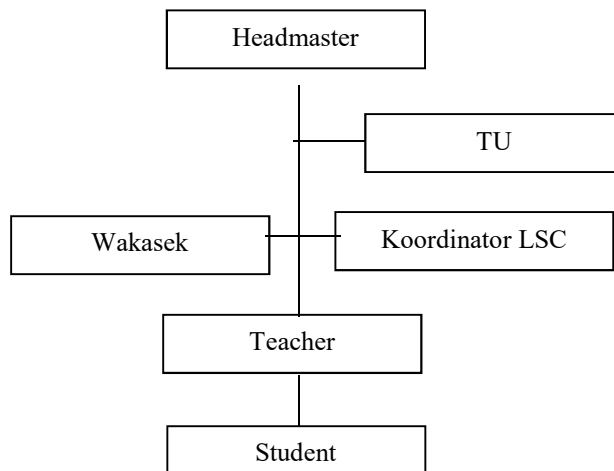 Headmaster
TU
Wakasek
Koordinator LSC
Teacher
Student